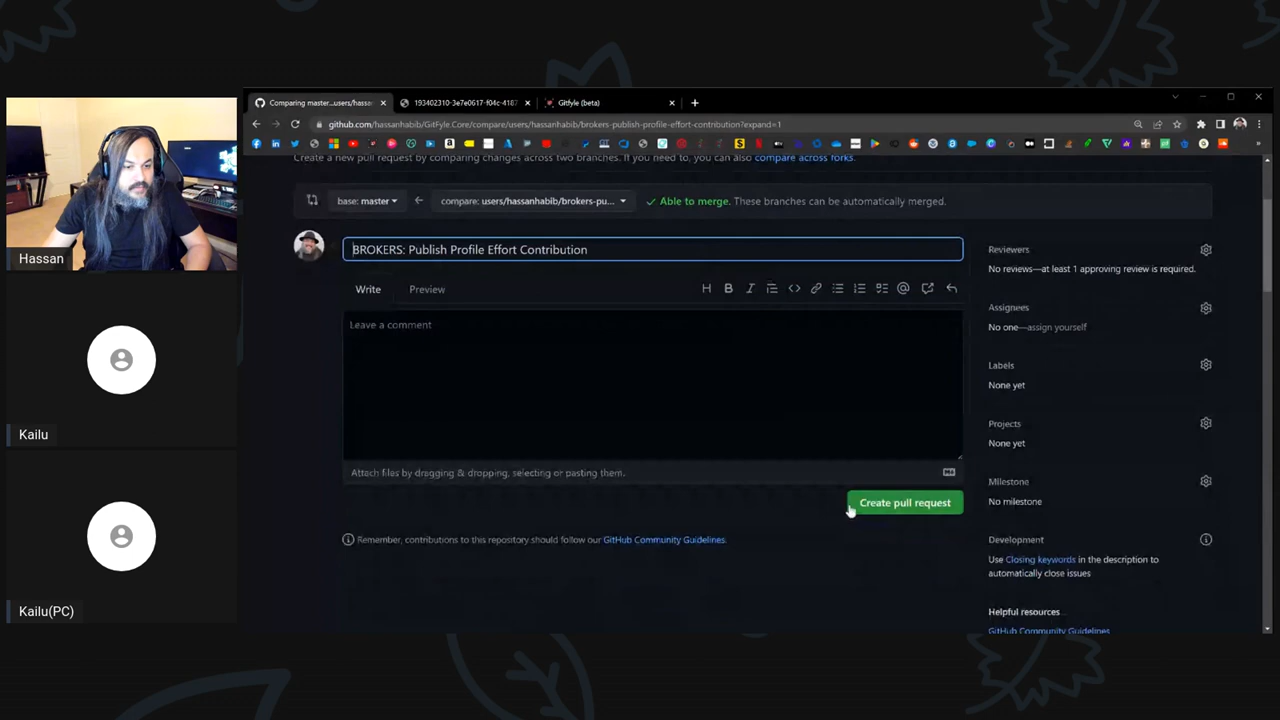 Comparing master...users/hassan
193402310-3e7e0617-f04c-4187
Gitfyle (beta)
github.com/hassanhabib/GitFyle.Core/compare/users/hassanhabib/brokers-publish-profile-effort-contribution?expand=1
Create a new pull request by comparing changes across two branches. If you need to, you can also compare across forks.
base: master
compare: users/hassanhabib/brokers-pu...
Able to merge. These branches can be automatically merged.
BROKERS: Publish Profile Effort Contribution
Write
Preview
Leave a comment
Attach files by dragging & dropping, selecting or pasting them.
Create pull request
Remember, contributions to this repository should follow our GitHub Community Guidelines.
Reviewers
No reviews—at least 1 approving review is required.
Assignees
No one—assign yourself
Labels
None yet
Projects
None yet
Milestone
No milestone
Development
Use Closing keywords in the description to
automatically close issues
Helpful resources
GitHub Community Guidelines
Hassan
Kailu
Kailu(PC)